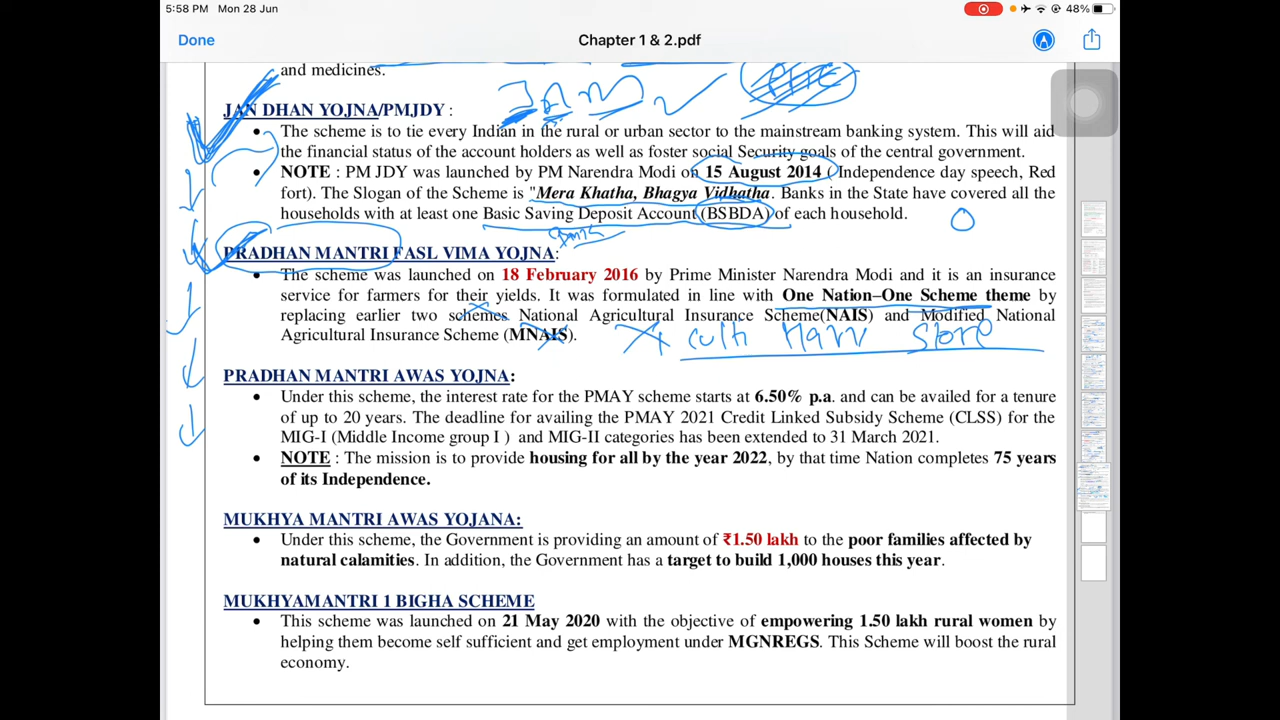 5:58 PM Mon 28 Jun
48%
Done
Chapter 1 & 2.pdf
and medicines.
JAM
JAN DHAN YOJNA/PMJDY :
• The scheme is to tie every Indian in the rural or urban sector to the mainstream banking system. This will aid
the financial status of the account holders as well as foster social Security goals of the central government.
• NOTE : PM JDY was launched by PM Narendra Modi on 15 August 2014 ( Independence day speech, Red
fort). The Slogan of the Scheme is "Mera Khatha, Bhagya Vidhatha. Banks in the State have covered all the
households with at least one Basic Saving Deposit Account (BSBDA) of each household.
PRADHAN MANTRI FASL VIMA YOJNA:
• The scheme was launched on 18 February 2016 by Prime Minister Narendra Modi and it is an insurance
service for farmers for their yields. It was formulated in line with One Nation–One Scheme theme by
replacing earlier two schemes National Agricultural Insurance Scheme(NAIS) and Modified National
Agricultural Insurance Scheme (MNAIS).
PRADHAN MANTRI AWAS YOJNA:
• Under this scheme, the interest rate for the PMAY scheme starts at 6.50% p.a. and can be availed for a tenure
of up to 20 years. The deadline for availing the PMAY 2021 Credit Linked Subsidy Scheme (CLSS) for the
MIG-I (Middle Income group I ) and MIG-II categories has been extended to 31 March 2021.
• NOTE : The mission is to provide housing for all by the year 2022, by that time Nation completes 75 years
of its Independence.
MUKHYA MANTRI AWAS YOJANA:
• Under this scheme, the Government is providing an amount of ₹1.50 lakh to the poor families affected by
natural calamities. In addition, the Government has a target to build 1,000 houses this year.
MUKHYAMANTRI 1 BIGHA SCHEME
• This scheme was launched on 21 May 2020 with the objective of empowering 1.50 lakh rural women by
helping them become self sufficient and get employment under MGNREGS. This Scheme will boost the rural
economy.